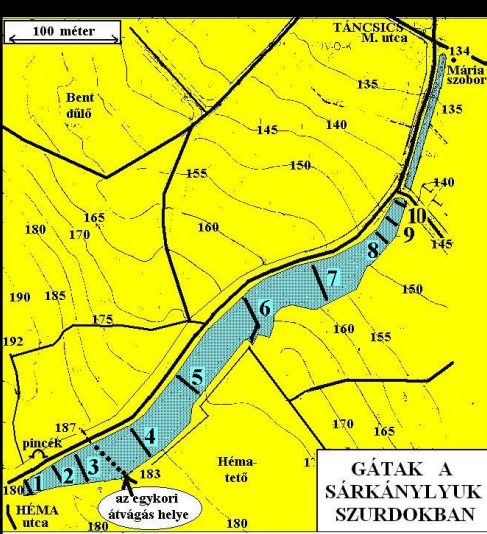 100 méter
TÁNCSICS
M. utca
134
Mária
szobor
135
135
Bent
dűlő
145
140
150
155
140
165
180
170
160
10
9
8
145
190
185
7
150
175
6
192
160
155
5
187
170
165
pincék
4
183
Héma-
tető
180
1
2
3
HÉMA
utca
180
az egykori
átvágás helye
180
GÁTAK A
SÁRKÁNYLYUK
SZURDOKBAN